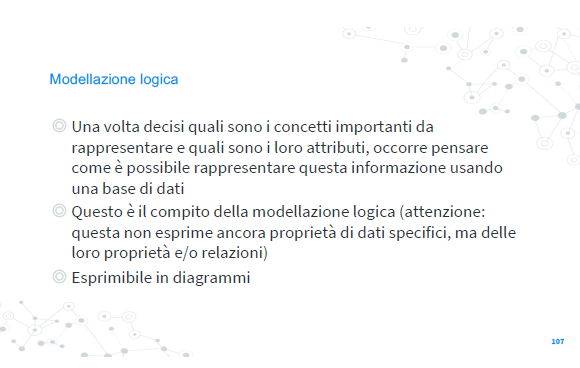 Modellazione logica
Una volta decisi quali sono i concetti importanti da
rappresentare e quali sono i loro attributi, occorre pensare
come è possibile rappresentare questa informazione usando
una base di dati
Questo è il compito della modellazione logica (attenzione:
questa non esprime ancora proprietà di dati specifici, ma delle
loro proprietà e/o relazioni)
Esprimibile in diagrammi
107